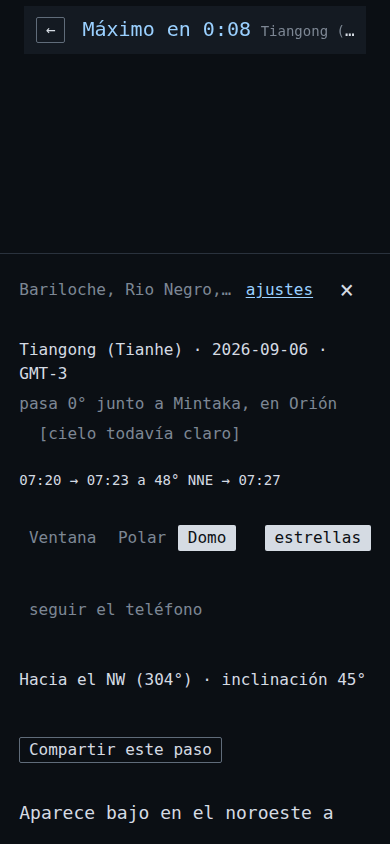 ← Máximo en 0:08 Tiangong (…
Bariloche, Rio Negro,… ajustes ×
Tiangong (Tianhe) · 2026-09-06 ·
GMT-3
pasa 0° junto a Mintaka, en Orión
[cielo todavía claro]
07:20 → 07:23 a 48° NNE → 07:27
Ventana Polar Domo estrellas
seguir el teléfono
Hacia el NW (304°) · inclinación 45°
Compartir este paso
Aparece bajo en el noroeste a